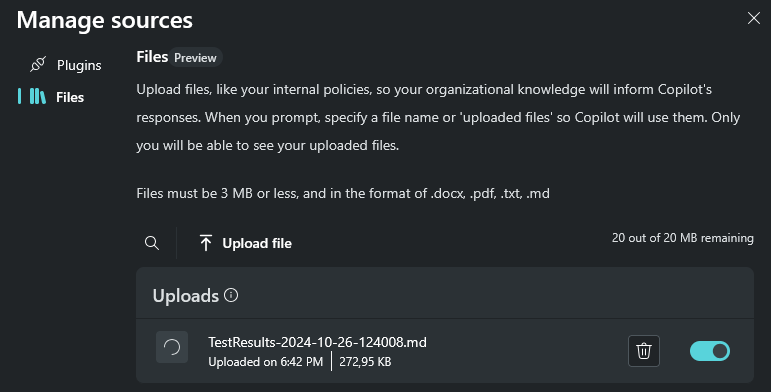 Manage sources
Plugins
Files
Files Preview
Upload files, like your internal policies, so your organizational knowledge will inform Copilot's
responses. When you prompt, specify a file name or 'uploaded files' so Copilot will use them. Only
you will be able to see your uploaded files.
Files must be 3 MB or less, and in the format of .docx, .pdf, .txt, .md
Upload file
20 out of 20 MB remaining
Uploads
TestResults-2024-10-26-124008.md
Uploaded on 6:42 PM | 272,95 KB